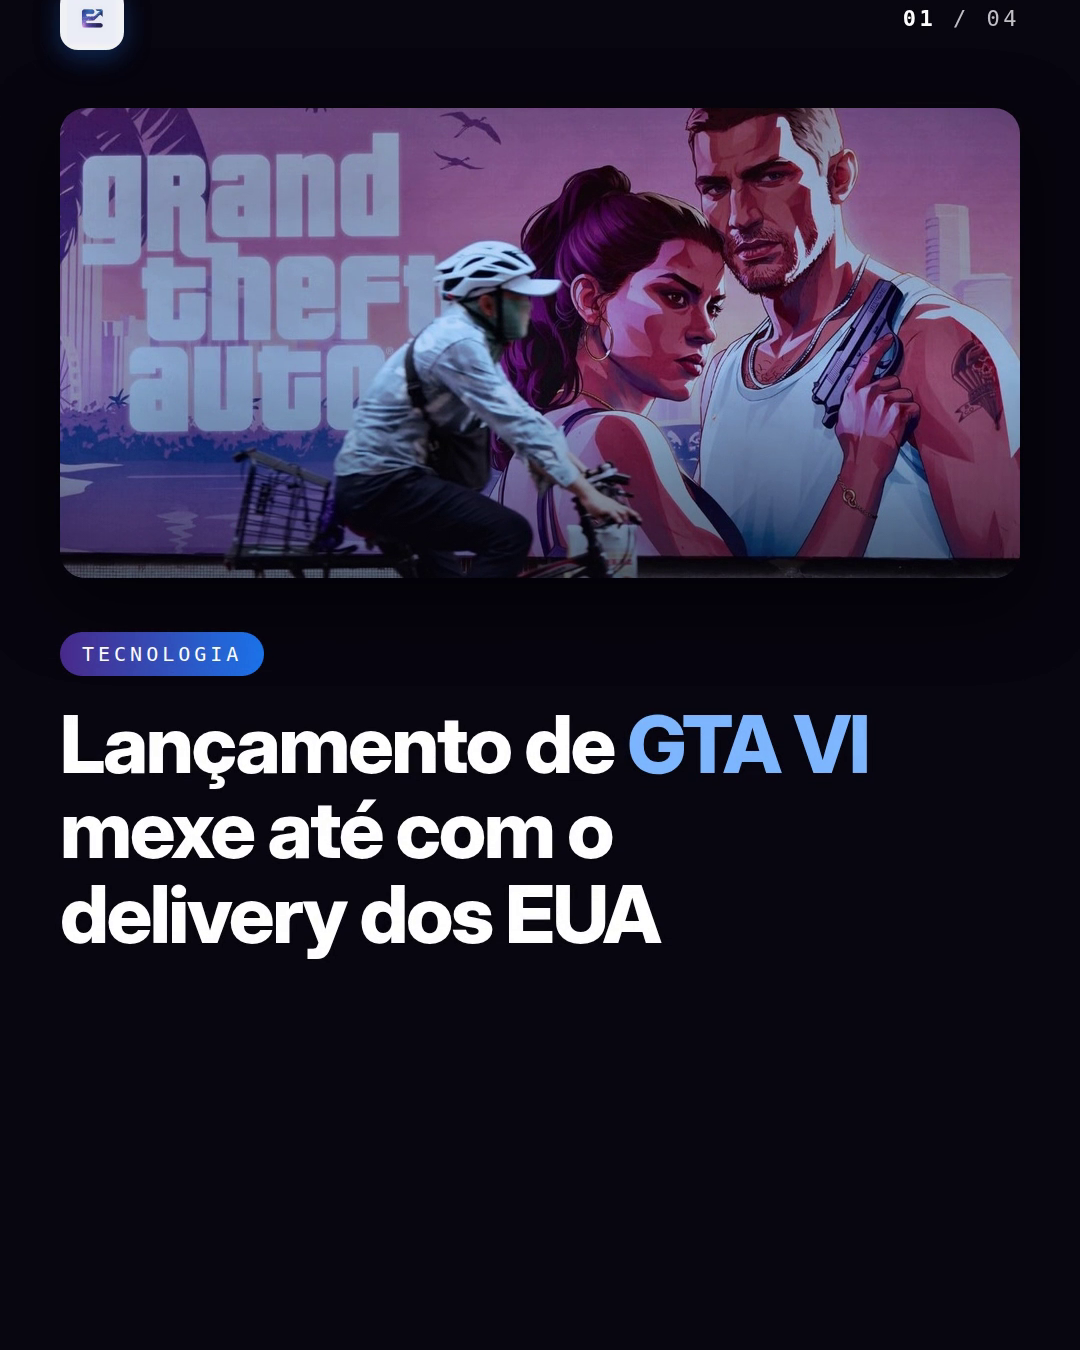 01 / 04
grand
theft
auto
TECNOLOGIA
Lançamento de GTA VI
mexe até com o
delivery dos EUA